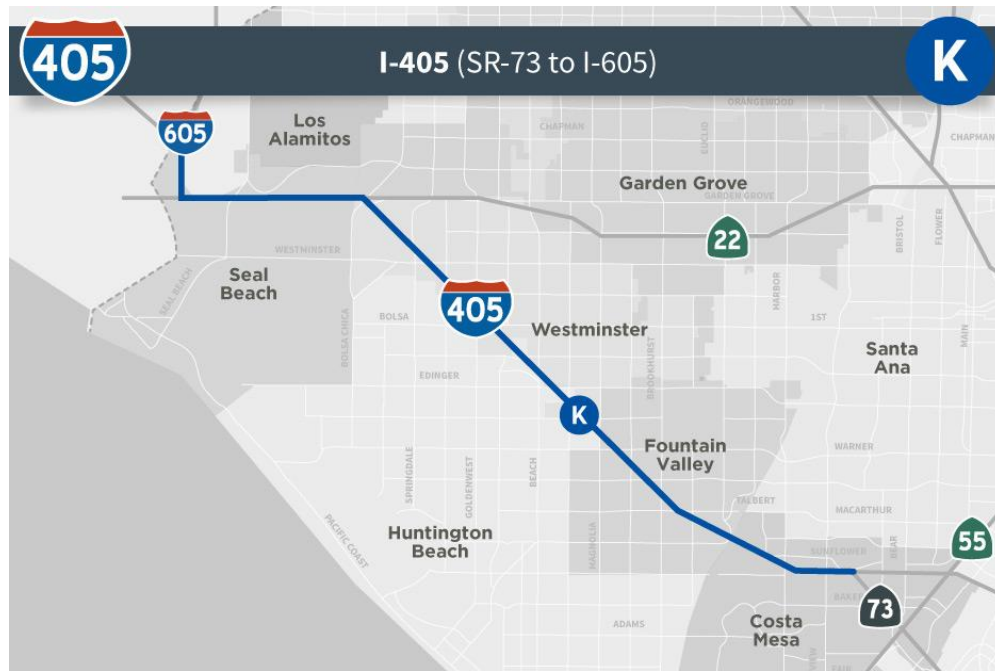 405
I-405 (SR-73 to I-605)
K
605
Los
Alamitos
ORANGEWOOD
CHAPMAN
EUCLID
CHAPMAN
Garden Grove
GARDEN GROVE
22
BRISTOL
FLOWER
WESTMINSTER
Seal
Beach
SEAL BEACH
HARBOR
405
BOLSA
BOLSA CHICA
Westminster
1ST
MAIN
Santa
Ana
EDINGER
BROOKHURST
K
Fountain
Valley
WARNER
SPRINGDALE
GOLDENWEST
BEACH
TALBERT
MACARTHUR
PACIFIC COAST
Huntington
Beach
MAGNOLIA
SUNFLOWER
BEAR
55
BAKER
73
ADAMS
Costa
Mesa
FAIR